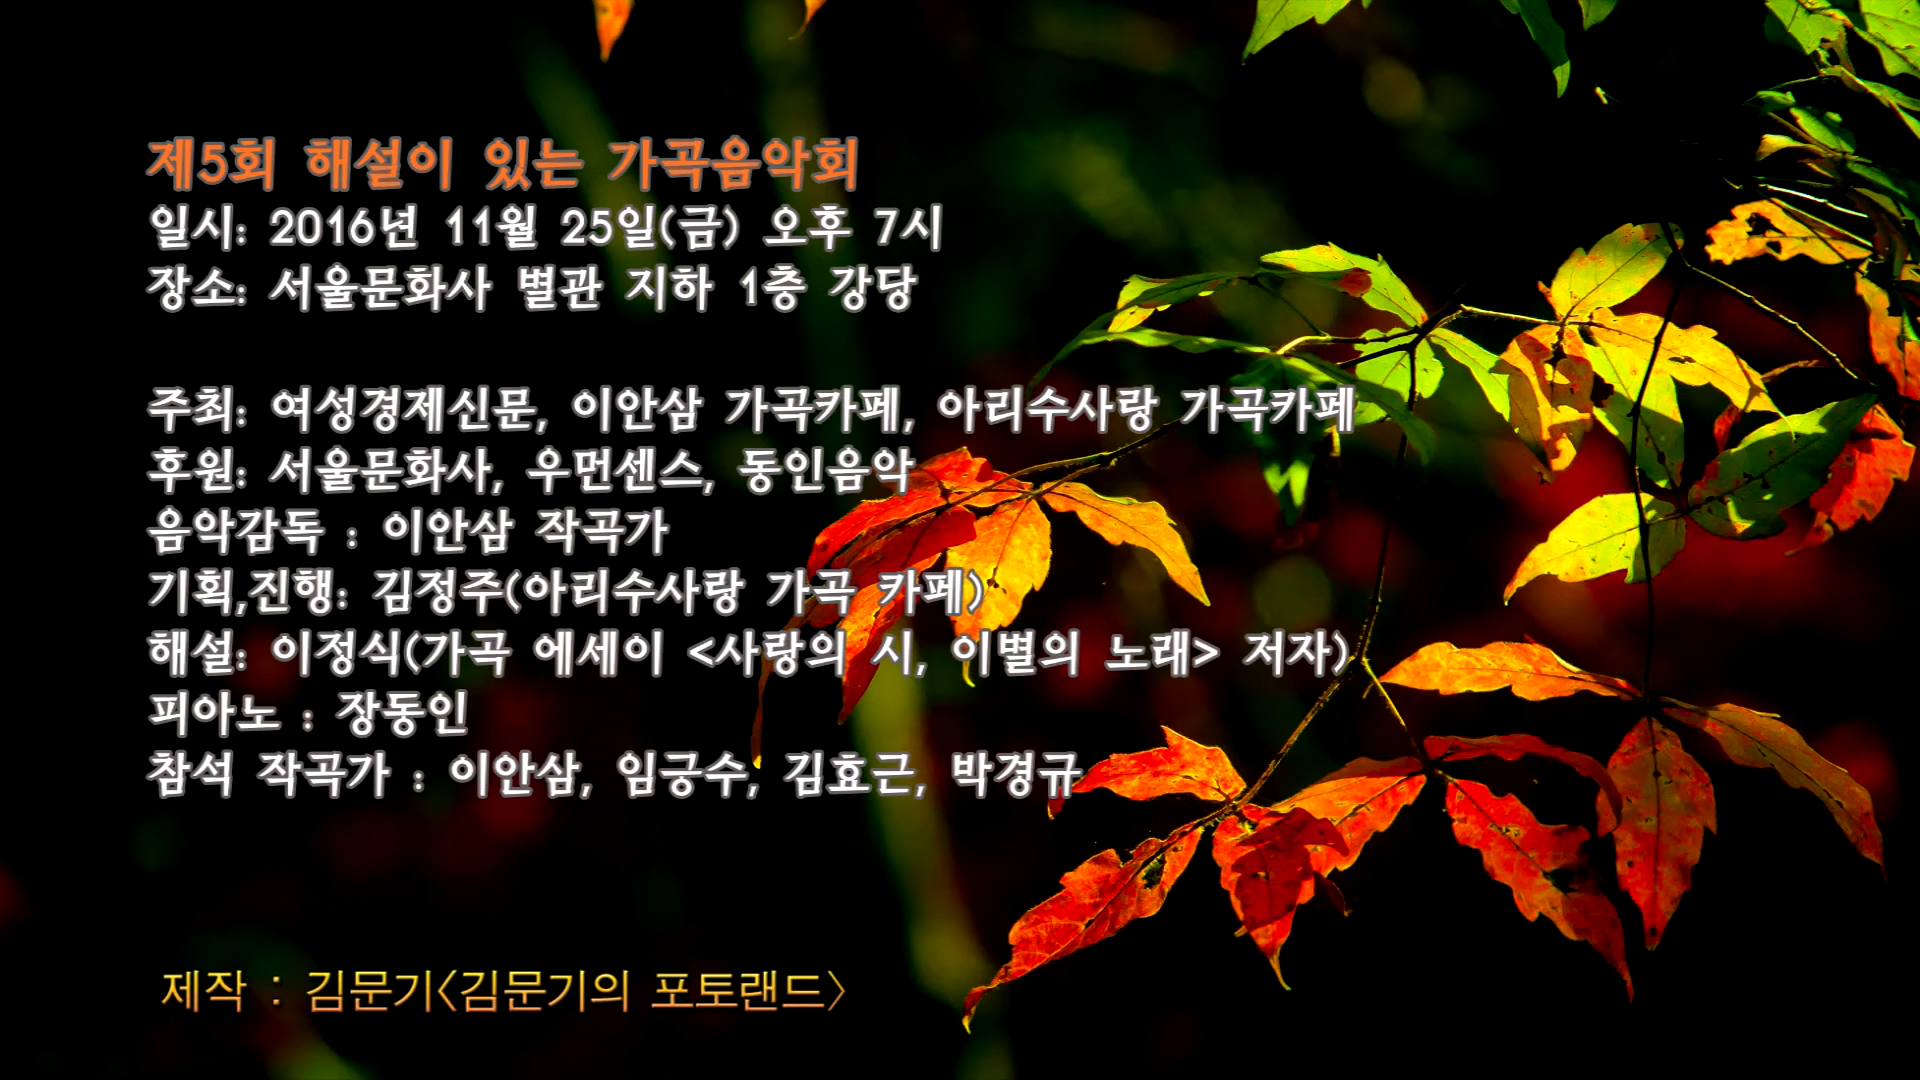 제5회 해설이 있는 가곡음악회
일시: 2016년 11월 25일(금) 오후 7시
장소: 서울문화사 별관 지하 1층 강당
주최: 여성경제신문, 이안삼 가곡카페, 아리수사랑 가곡카페
후원: 서울문화사, 우먼센스, 동인음악
음악감독 : 이안삼 작곡가
기획,진행: 김정주(아리수사랑 가곡 카페)
해설: 이정식(가곡 에세이 <사랑의 시, 이별의 노래> 저자)
피아노 : 장동인
참석 작곡가 : 이안삼, 임긍수, 김효근, 박경규
제작 : 김문기<김문기의 포토랜드>